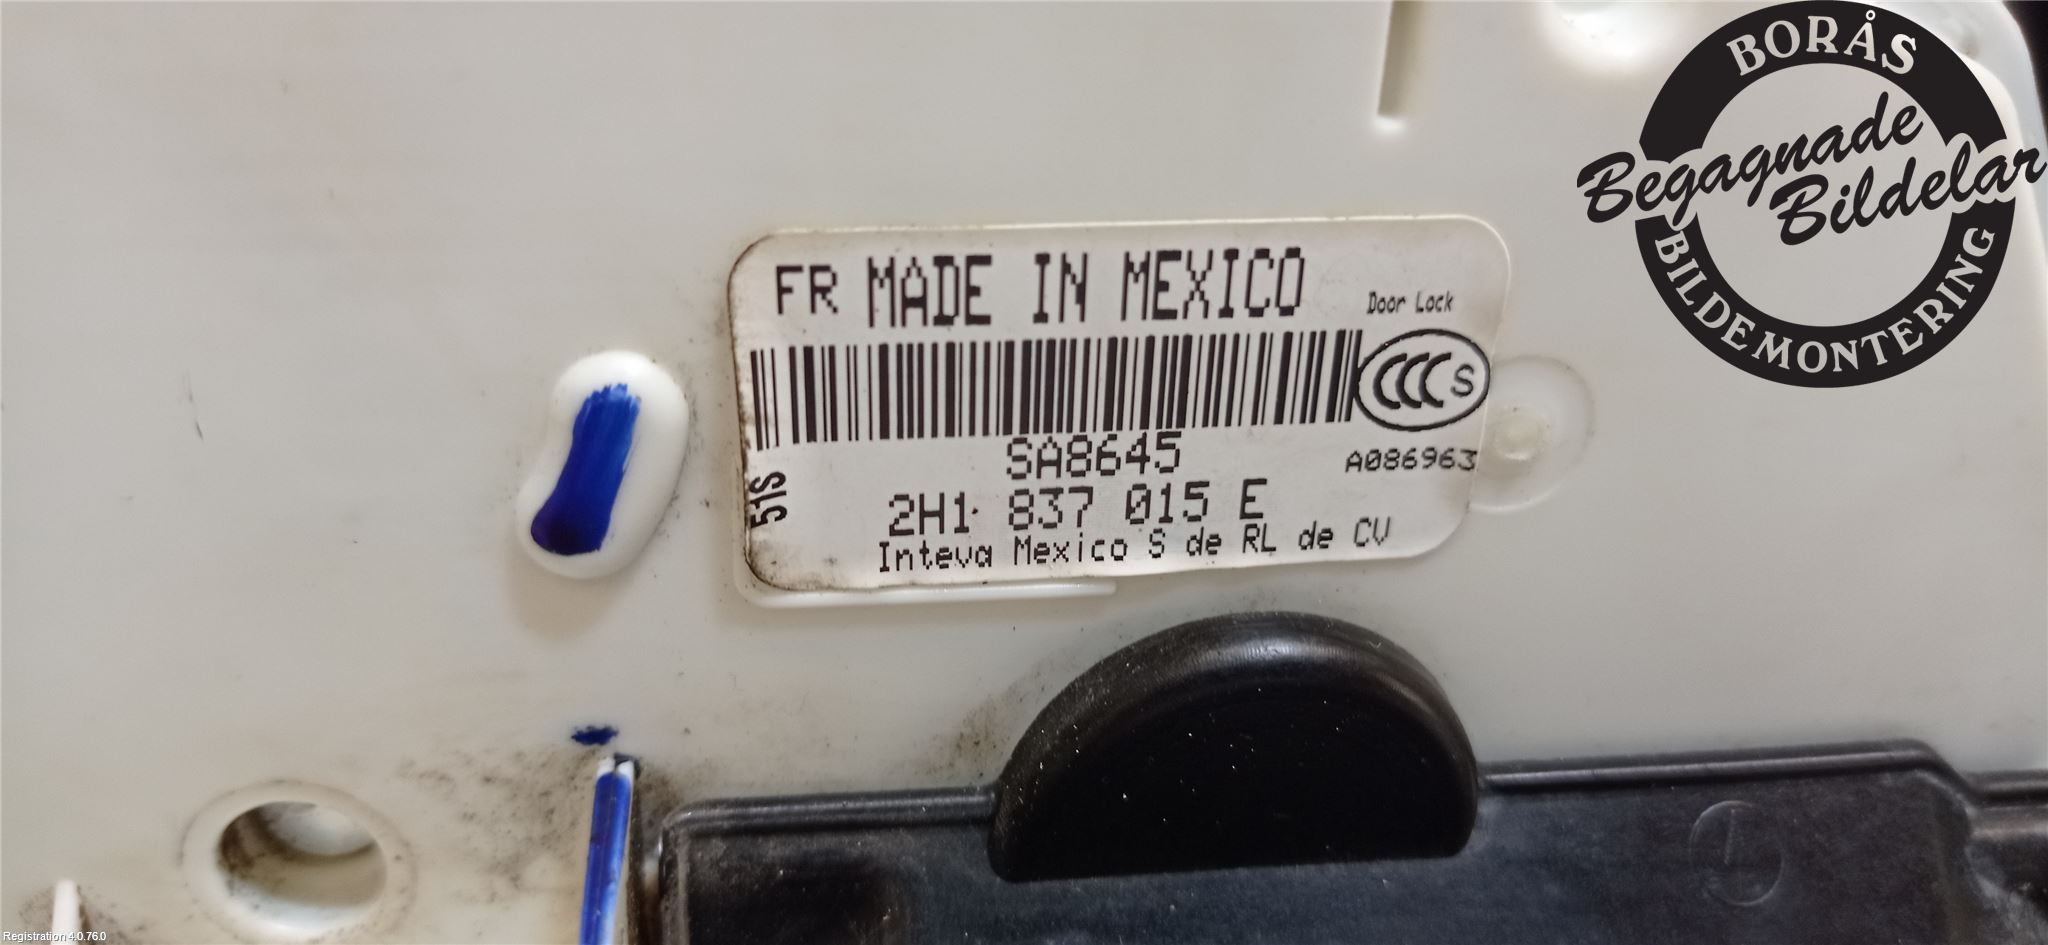 BORÅS
Begagnade
Bildelar
BILDEMONTERING
FR MADE IN MEXICO
Door Lock
CCC S
SA8645
A086963
51S
2H1 837 015 E
Inteva Mexico S de RL de CV
Registration 4.0.76.0